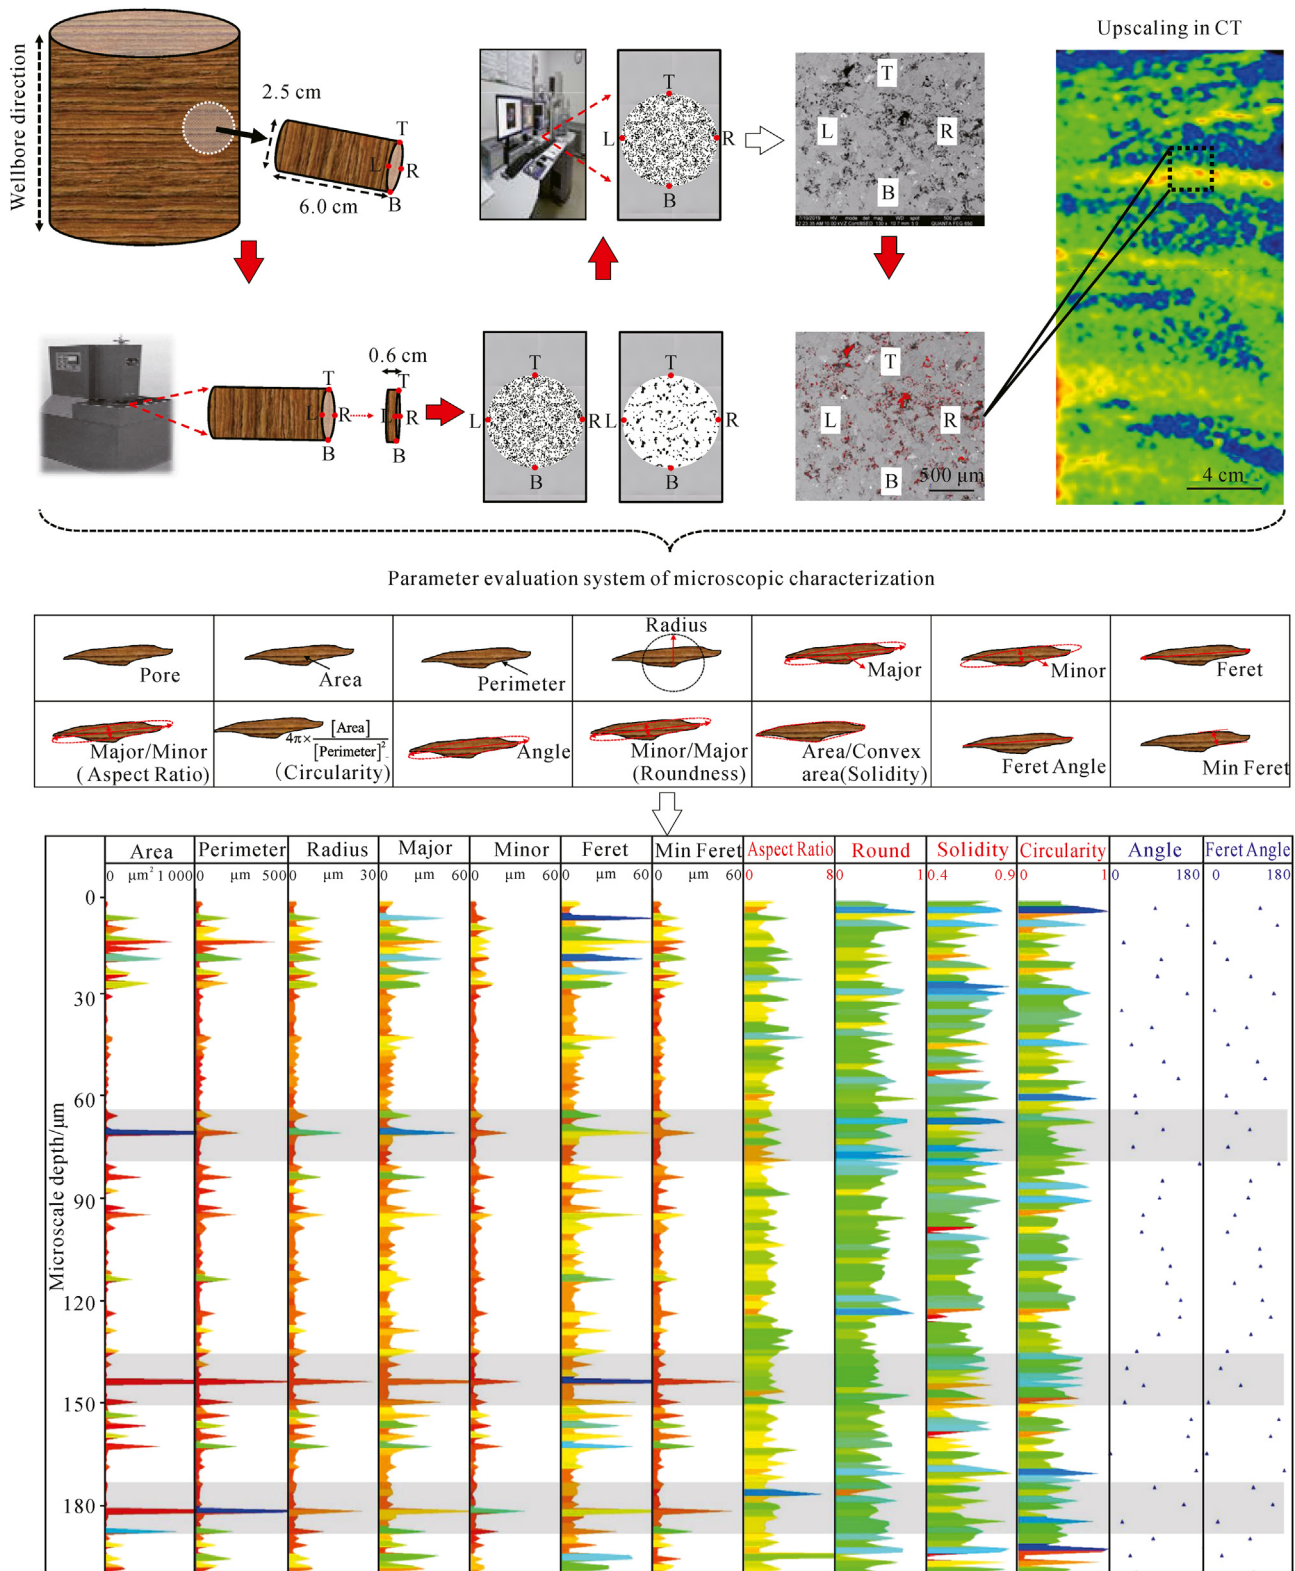 Upscaling in CT
Wellbore direction
2.5 cm
T
L
R
B
6.0 cm
T
L
R
B
T
L
R
B
0.6 cm
T
R
B
T
L
R
B
T
L
R
B
T
L
R
B
T
L
R
B
500 μm
4 cm
Parameter evaluation system of microscopic characterization
Pore
Area
Perimeter
Radius
Major
Minor
Feret
Major/Minor
(Aspect Ratio)
4π×[Area]/[Perimeter]²
(Circularity)
Angle
Minor/Major
(Roundness)
Area/Convex
area(Solidity)
Feret Angle
Min Feret
Area Perimeter Radius Major Minor Feret Min Feret Aspect Ratio Round Solidity Circularity Angle Feret Angle
0 μm² 1 000 0 μm 500 0 μm 30 0 μm 60 0 μm 60 0 μm 60 0 μm 60 0 8 0 1 0.4 0.9 0 1 0 180 0 180
Microscale depth/μm
0
30
60
90
120
150
180